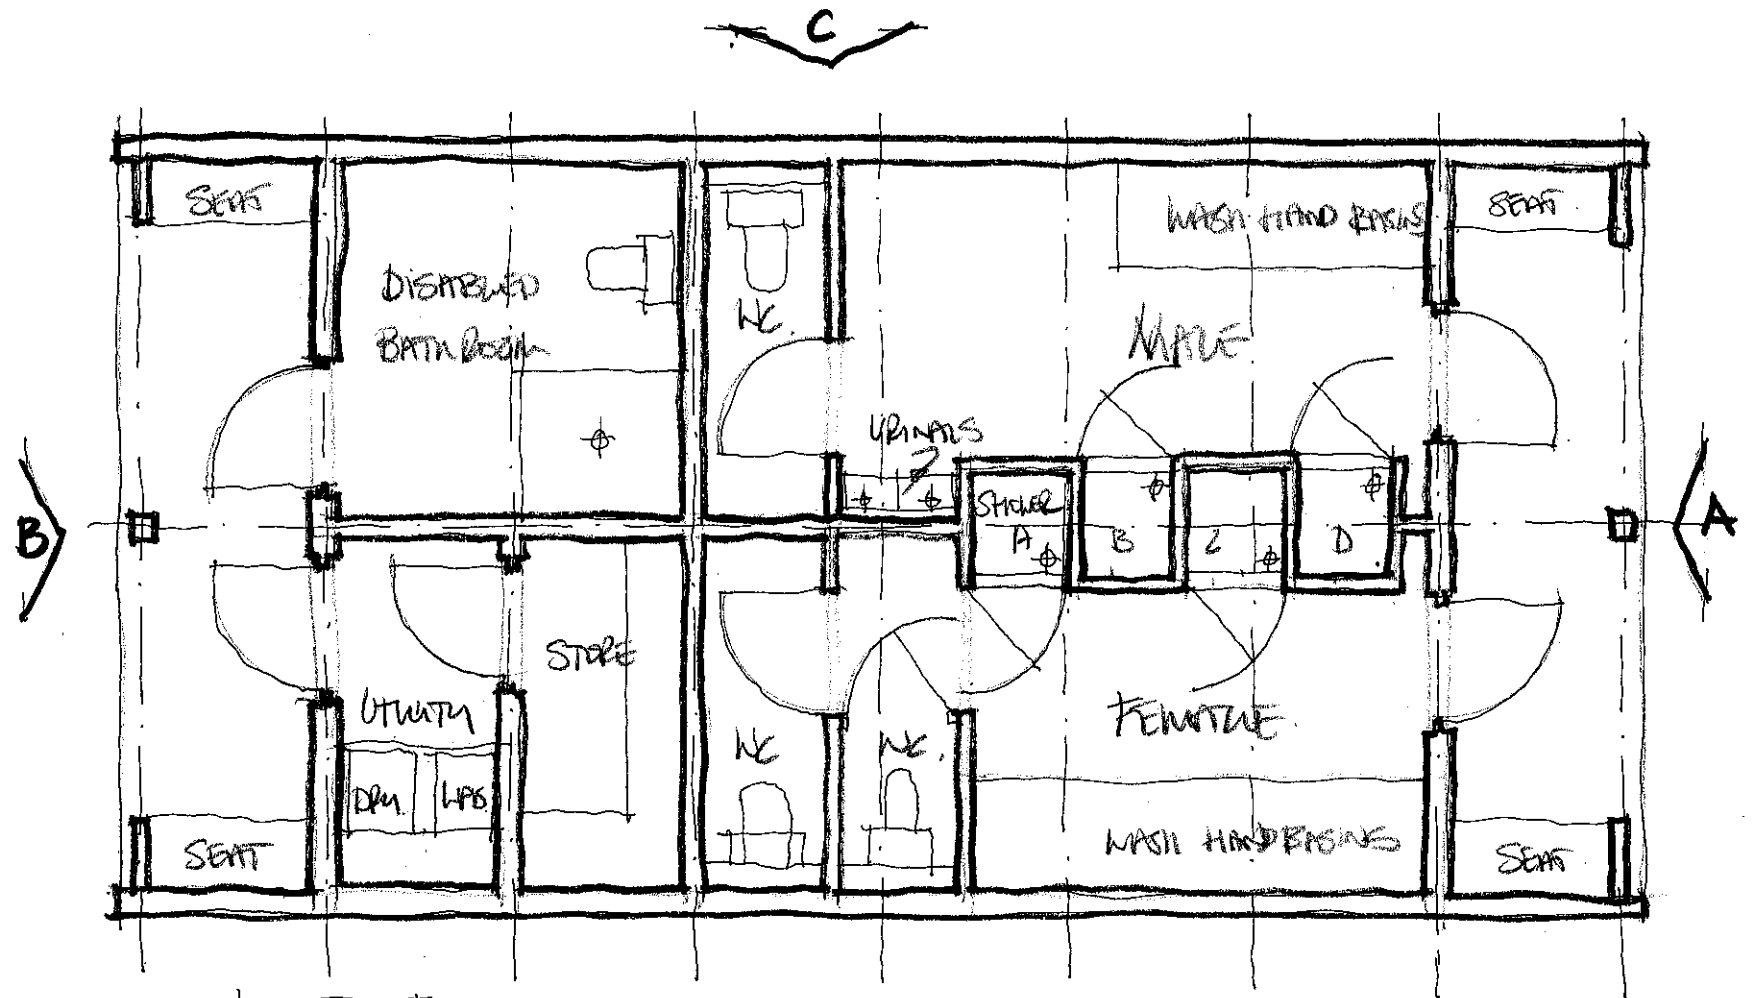 C
SEAT
WASH HAND BASINS
SEAT
DISABLED
BATHROOM
WC.
MALE
URINALS
SHOWER
A
B
C
D
B
A
STORE
UTILITY
WC
WC.
FEMALE
DRY
WAS
WASH HAND BASINS
SEAT
SEAT